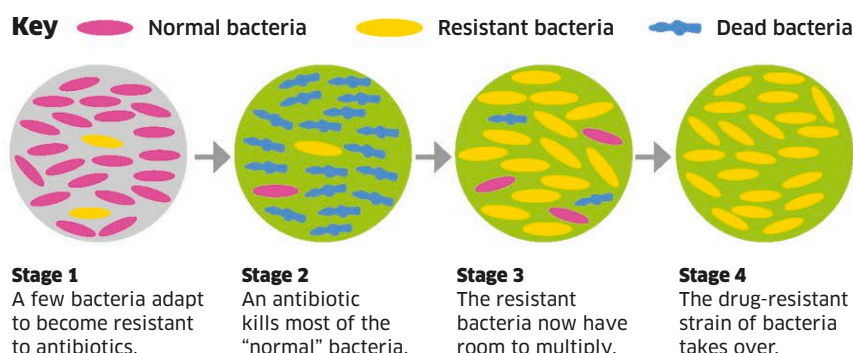 Key Normal bacteria Resistant bacteria Dead bacteria
Stage 1
A few bacteria adapt
to become resistant
to antibiotics.
Stage 2
An antibiotic
kills most of the
“normal” bacteria.
Stage 3
The resistant
bacteria now have
room to multiply.
Stage 4
The drug-resistant
strain of bacteria
takes over.